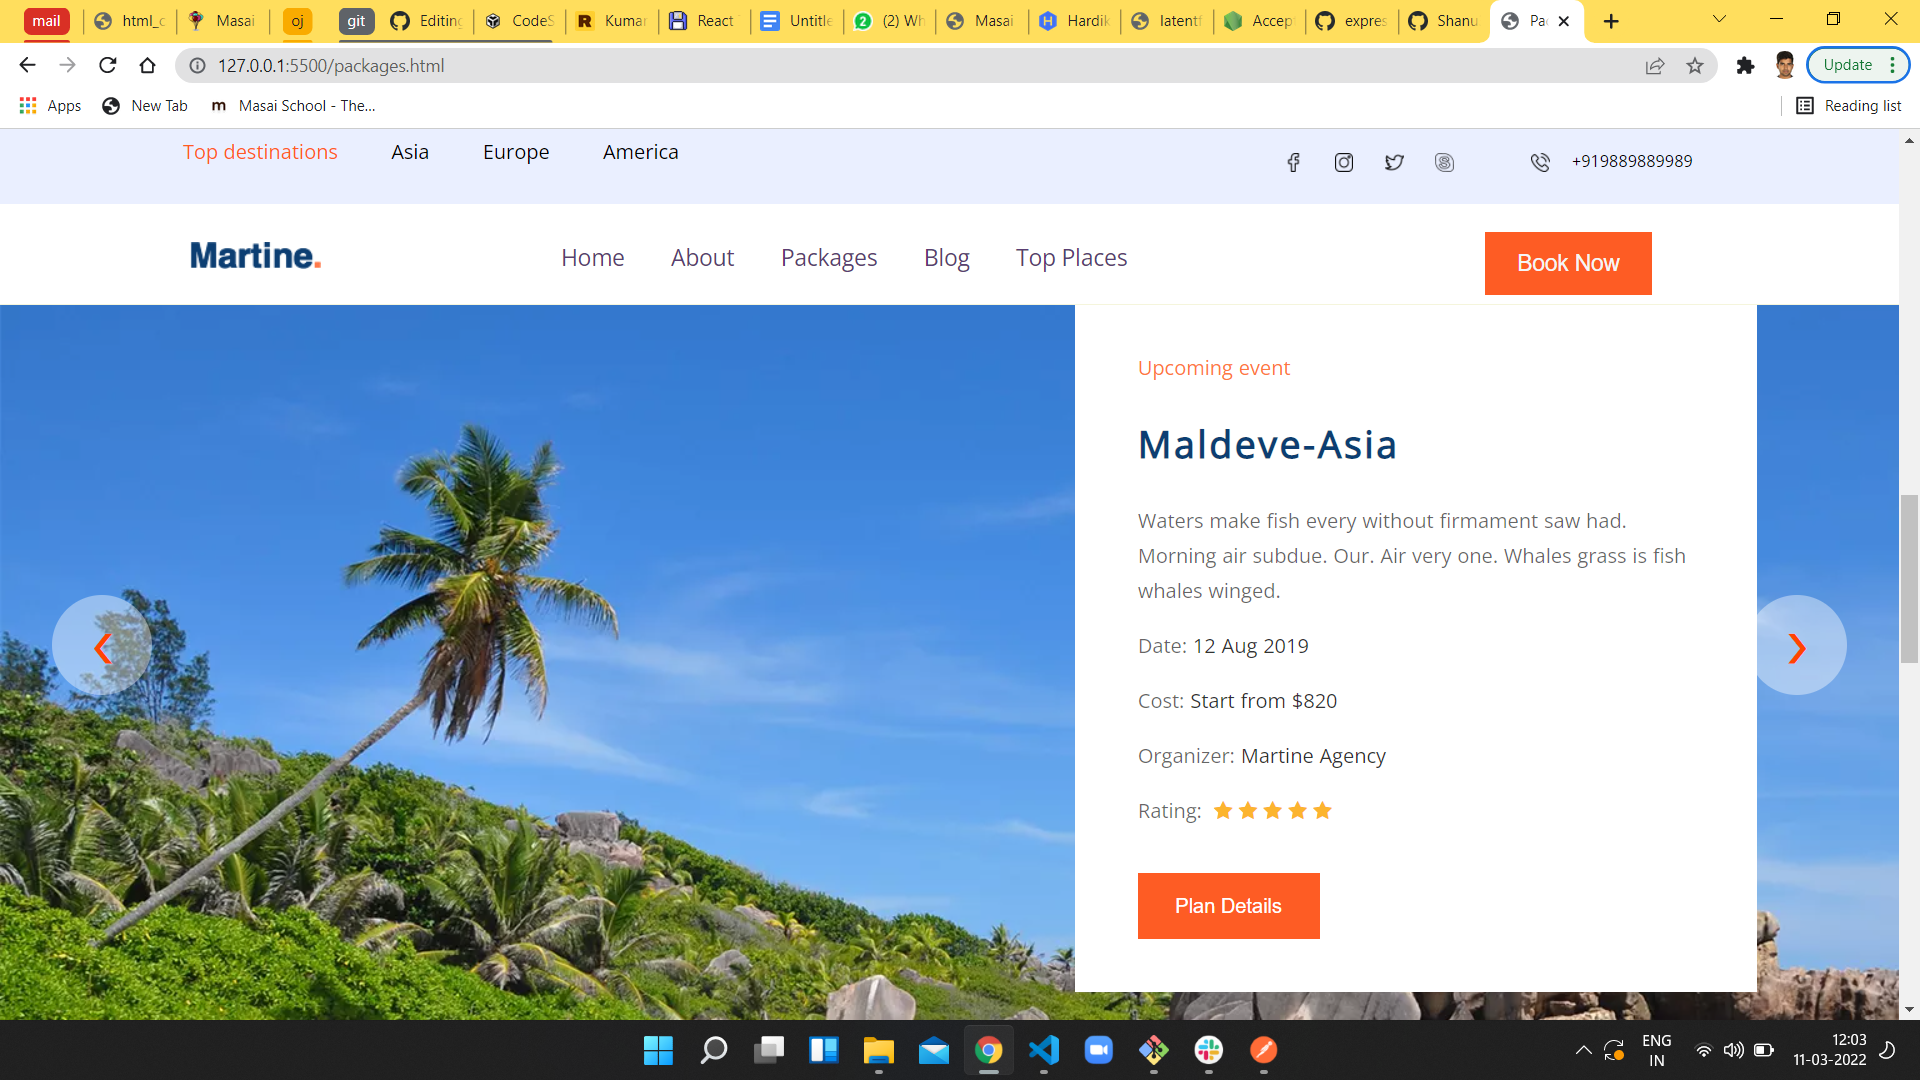 mail
html_c
Masai
oj
git
Editing
CodeS
Kumar
React
Untitle
(2) Wh
Masai
Hardik
latentf
Accep
expres
Shanu
Pac
127.0.0.1:5500/packages.html
Update
Apps
New Tab
Masai School - The...
Reading list
Top destinations
Asia
Europe
America
+919889889989
Martine.
Home
About
Packages
Blog
Top Places
Book Now
Upcoming event
Maldeve-Asia
Waters make fish every without firmament saw had.
Morning air subdue. Our. Air very one. Whales grass is fish
whales winged.
Date: 12 Aug 2019
Cost: Start from $820
Organizer: Martine Agency
Rating:
Plan Details
ENG
IN
12:03
11-03-2022